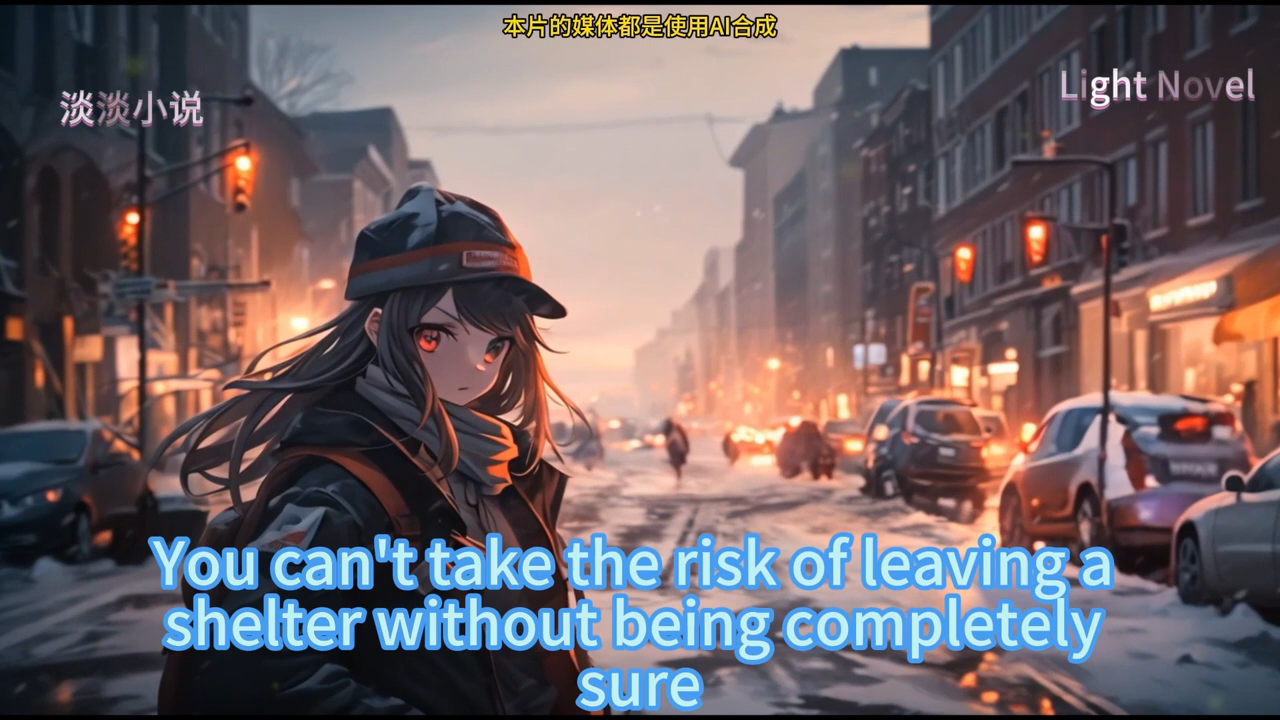 本片的媒体都是使用AI合成
淡淡小说
Light Novel
You can't take the risk of leaving a
shelter without being completely
sure